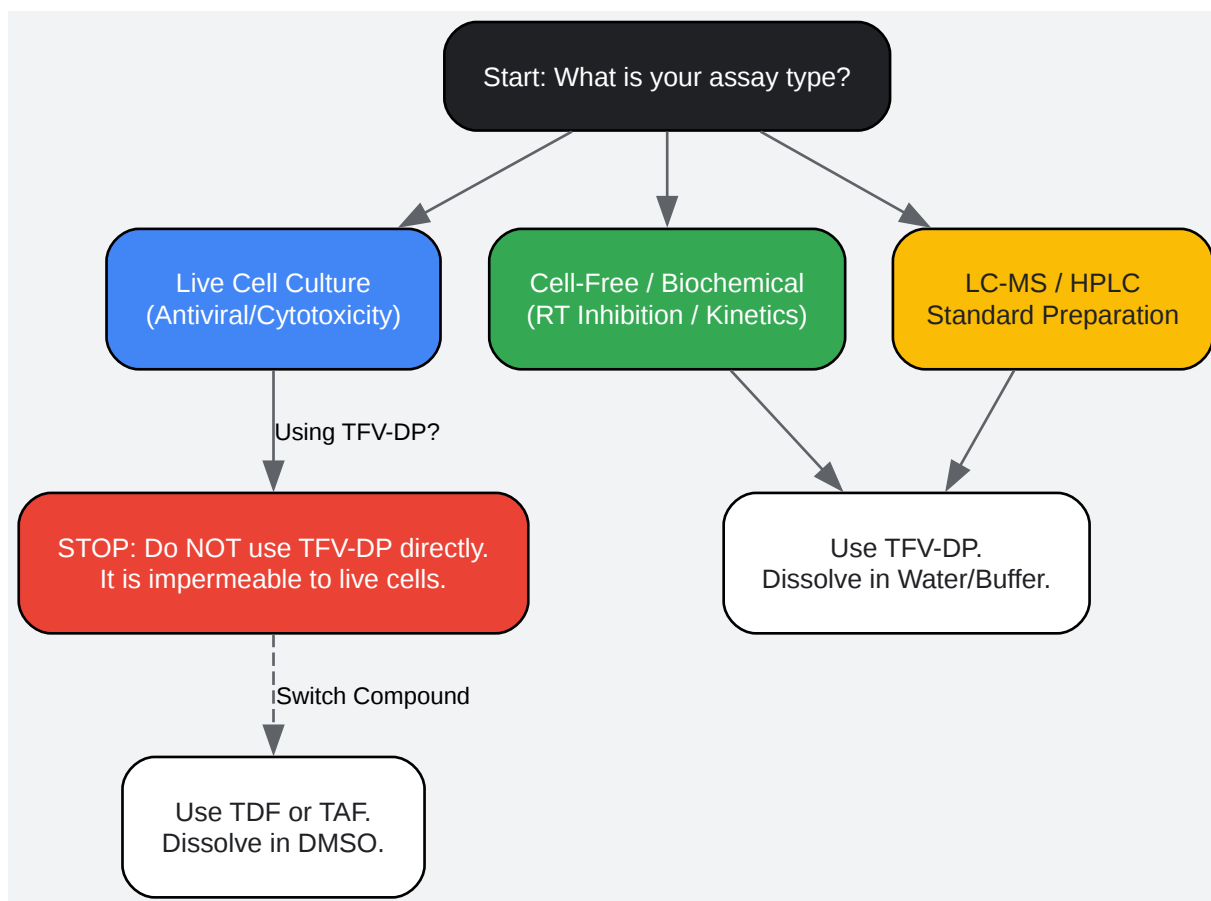 Start: What is your assay type?
Live Cell Culture
(Antiviral/Cytotoxicity)
Cell-Free / Biochemical
(RT Inhibition / Kinetics)
LC-MS / HPLC
Standard Preparation
Using TFV-DP?
STOP: Do NOT use TFV-DP directly.
It is impermeable to live cells.
Use TFV-DP.
Dissolve in Water/Buffer.
Switch Compound
Use TDF or TAF.
Dissolve in DMSO.